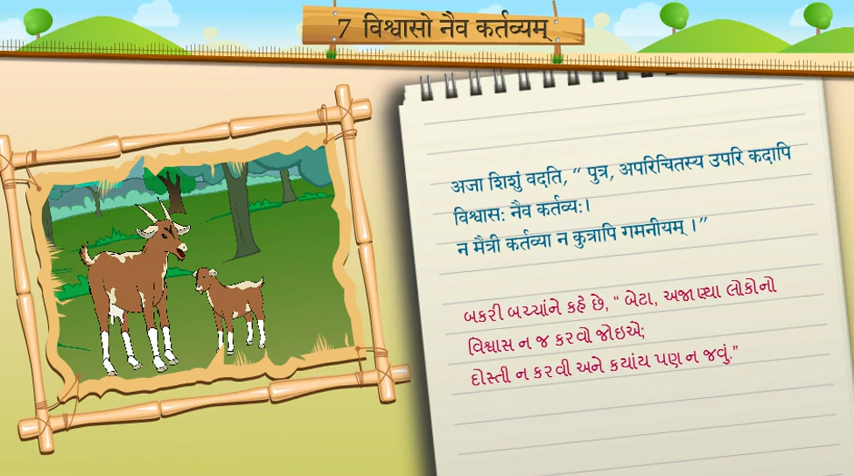 7 विश्वासो नैव कर्तव्यम्
अजा शिशुं वदति, “ पुत्र, अपरिचितस्य उपरि कदापि
विश्वासः नैव कर्तव्यः।
न मैत्री कर्तव्या न कुत्रापि गमनीयम् ।”
બકરી બચ્ચાંને કહે છે, “ બેટા, અજાણ્યા લોકોનો
વિશ્વાસ ન જ કરવો જોઇએ;
દોસ્તી ન કરવી અને કયાંય પણ ન જવું.”